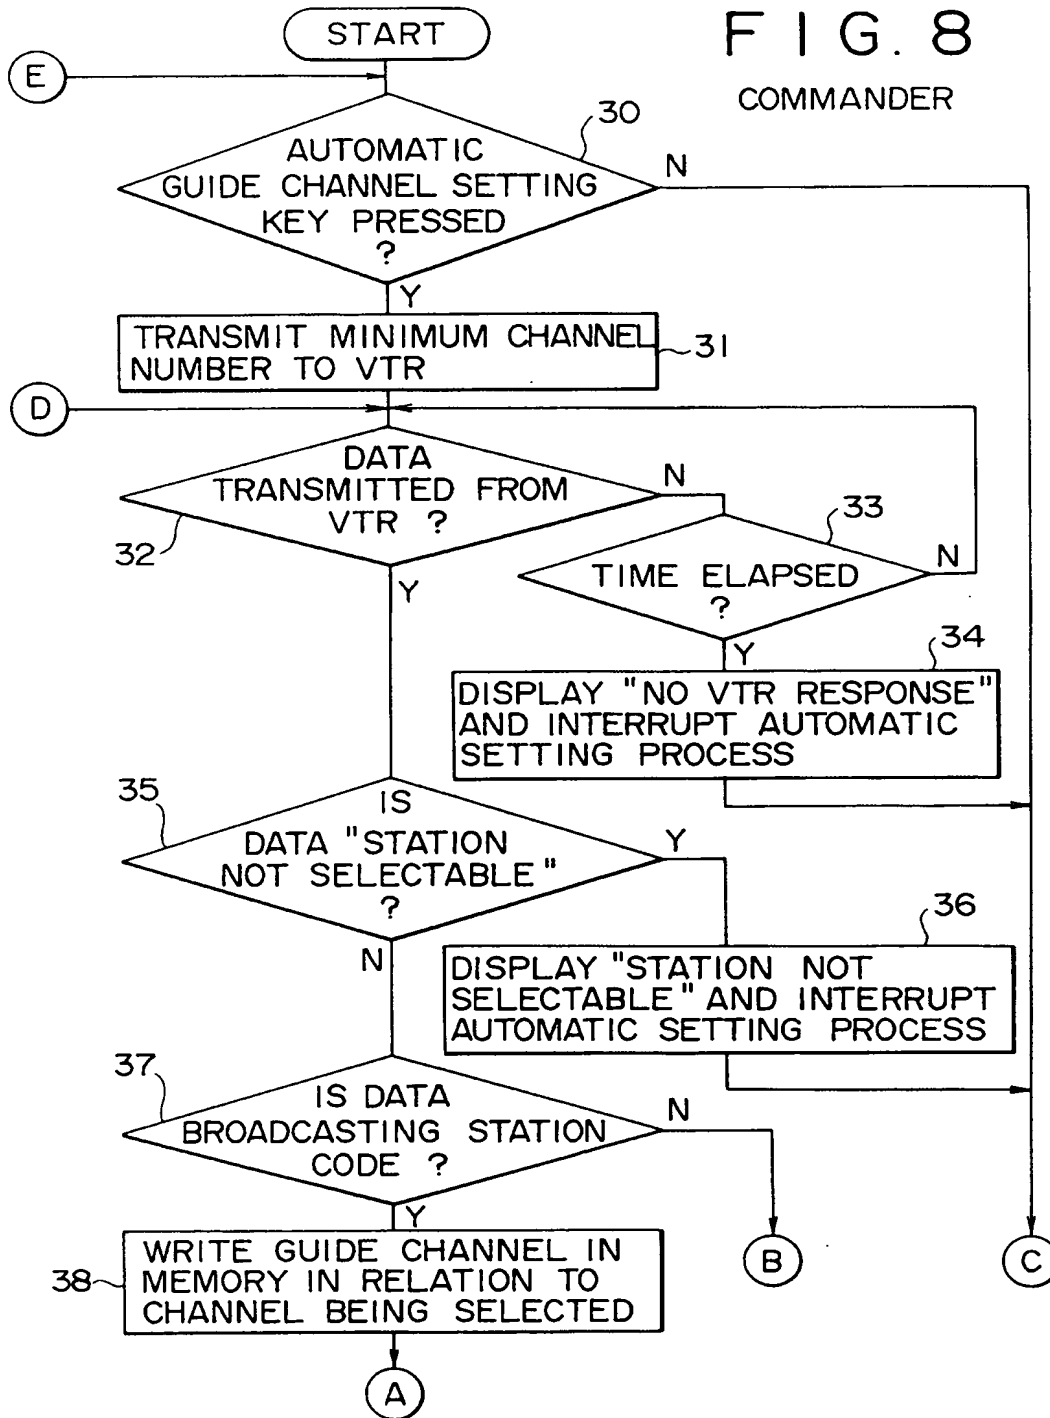 START
FIG. 8
COMMANDER
E
30
AUTOMATIC
GUIDE CHANNEL SETTING
KEY PRESSED
?
N
Y
TRANSMIT MINIMUM CHANNEL
NUMBER TO VTR
31
D
DATA
TRANSMITTED FROM
VTR ?
N
32
Y
33
TIME ELAPSED
?
N
Y
34
DISPLAY "NO VTR RESPONSE"
AND INTERRUPT AUTOMATIC
SETTING PROCESS
35
IS
DATA "STATION
NOT SELECTABLE"
?
Y
N
36
DISPLAY "STATION NOT
SELECTABLE" AND INTERRUPT
AUTOMATIC SETTING PROCESS
37
IS DATA
BROADCASTING STATION
CODE ?
N
Y
38
WRITE GUIDE CHANNEL IN
MEMORY IN RELATION TO
CHANNEL BEING SELECTED
B
C
A